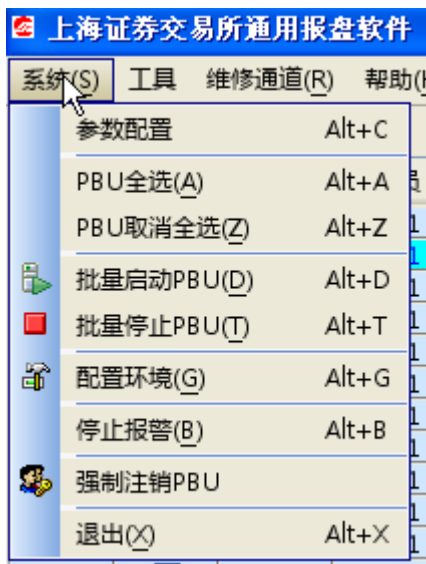 上海证券交易所通用报盘软件
系统(S) 工具 维修通道(R) 帮助(
参数配置 Alt+C
PBU全选(A) Alt+A
PBU取消全选(Z) Alt+Z
批量启动PBU(D) Alt+D
批量停止PBU(T) Alt+T
配置环境(G) Alt+G
停止报警(B) Alt+B
强制注销PBU
退出(X) Alt+X